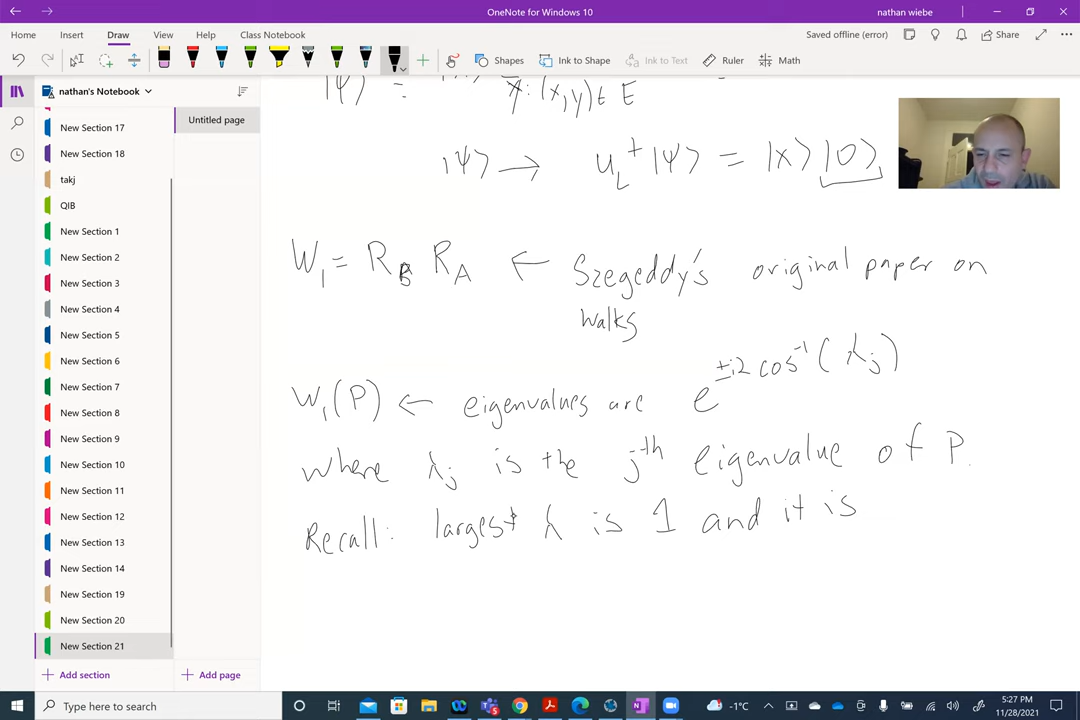 OneNote for Windows 10
nathan wiebe
Home Insert Draw View Help Class Notebook
Saved offline (error)
Share
Shapes
Ink to Shape
Ink to Text
Ruler
Math
nathan's Notebook
Untitled page
New Section 17
New Section 18
takj
QIB
New Section 1
New Section 2
New Section 3
New Section 4
New Section 5
New Section 6
New Section 7
New Section 8
New Section 9
New Section 10
New Section 11
New Section 12
New Section 13
New Section 14
New Section 19
New Section 20
New Section 21
Add section
Add page
|ψ⟩ = y: (x,y) ∈ E
|ψ⟩ → U_L^† |ψ⟩ = |x⟩ |0⟩
W₁ = R_B R_A ← Szegeddy's original paper on
walks
W₁(P) ← eigenvalues are e^{±i2 cos⁻¹(λ_j)}
where λ_j is the jᵗʰ eigenvalue of P.
Recall: largest λ is 1 and it is
Type here to search
-1°C
5:27 PM
11/28/2021